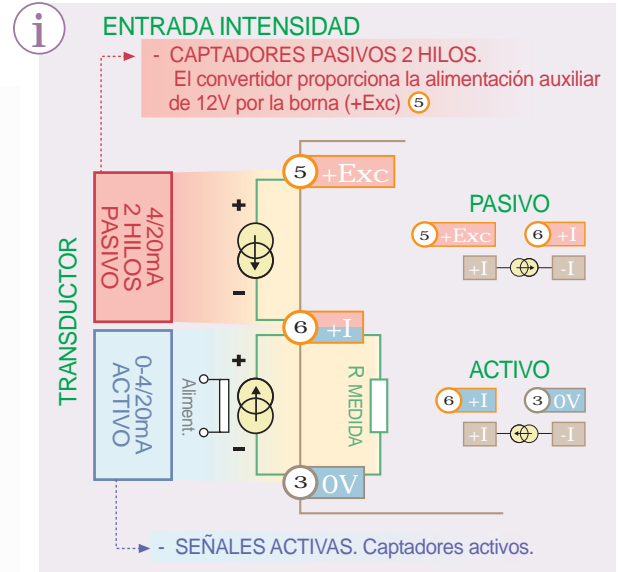 i
ENTRADA INTENSIDAD
- CAPTADORES PASIVOS 2 HILOS.
El convertidor proporciona la alimentación auxiliar
de 12V por la borna (+Exc) 5
TRANSDUCTOR
4/20mA
2 HILOS
PASIVO
+
−
5 +Exc
6 +I
0-4/20mA
ACTIVO
Aliment.
+
−
R MEDIDA
3 0V
PASIVO
5 +Exc 6 +I
+I -I
ACTIVO
6 +I 3 0V
+I -I
- SEÑALES ACTIVAS. Captadores activos.